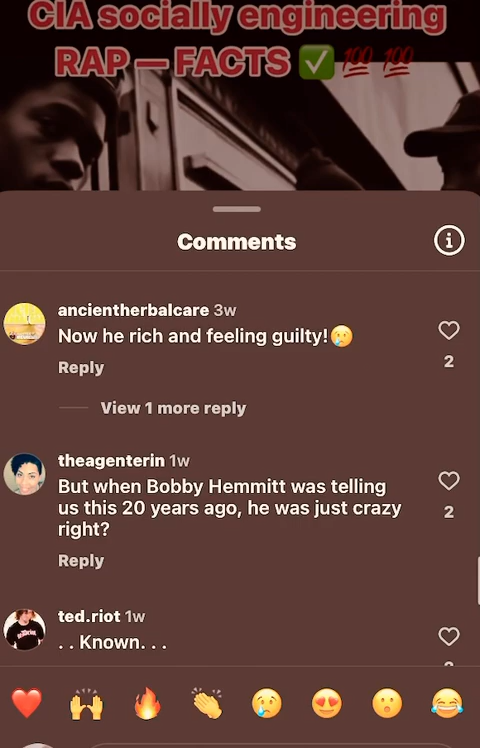 CIA socially engineering
RAP — FACTS ✅ 💯 💯
Comments
ancientherbalcare 3w
Now he rich and feeling guilty!😢
2
Reply
View 1 more reply
theagenterin 1w
But when Bobby Hemmitt was telling
us this 20 years ago, he was just crazy
right?
2
Reply
ted.riot 1w
. . Known. . .